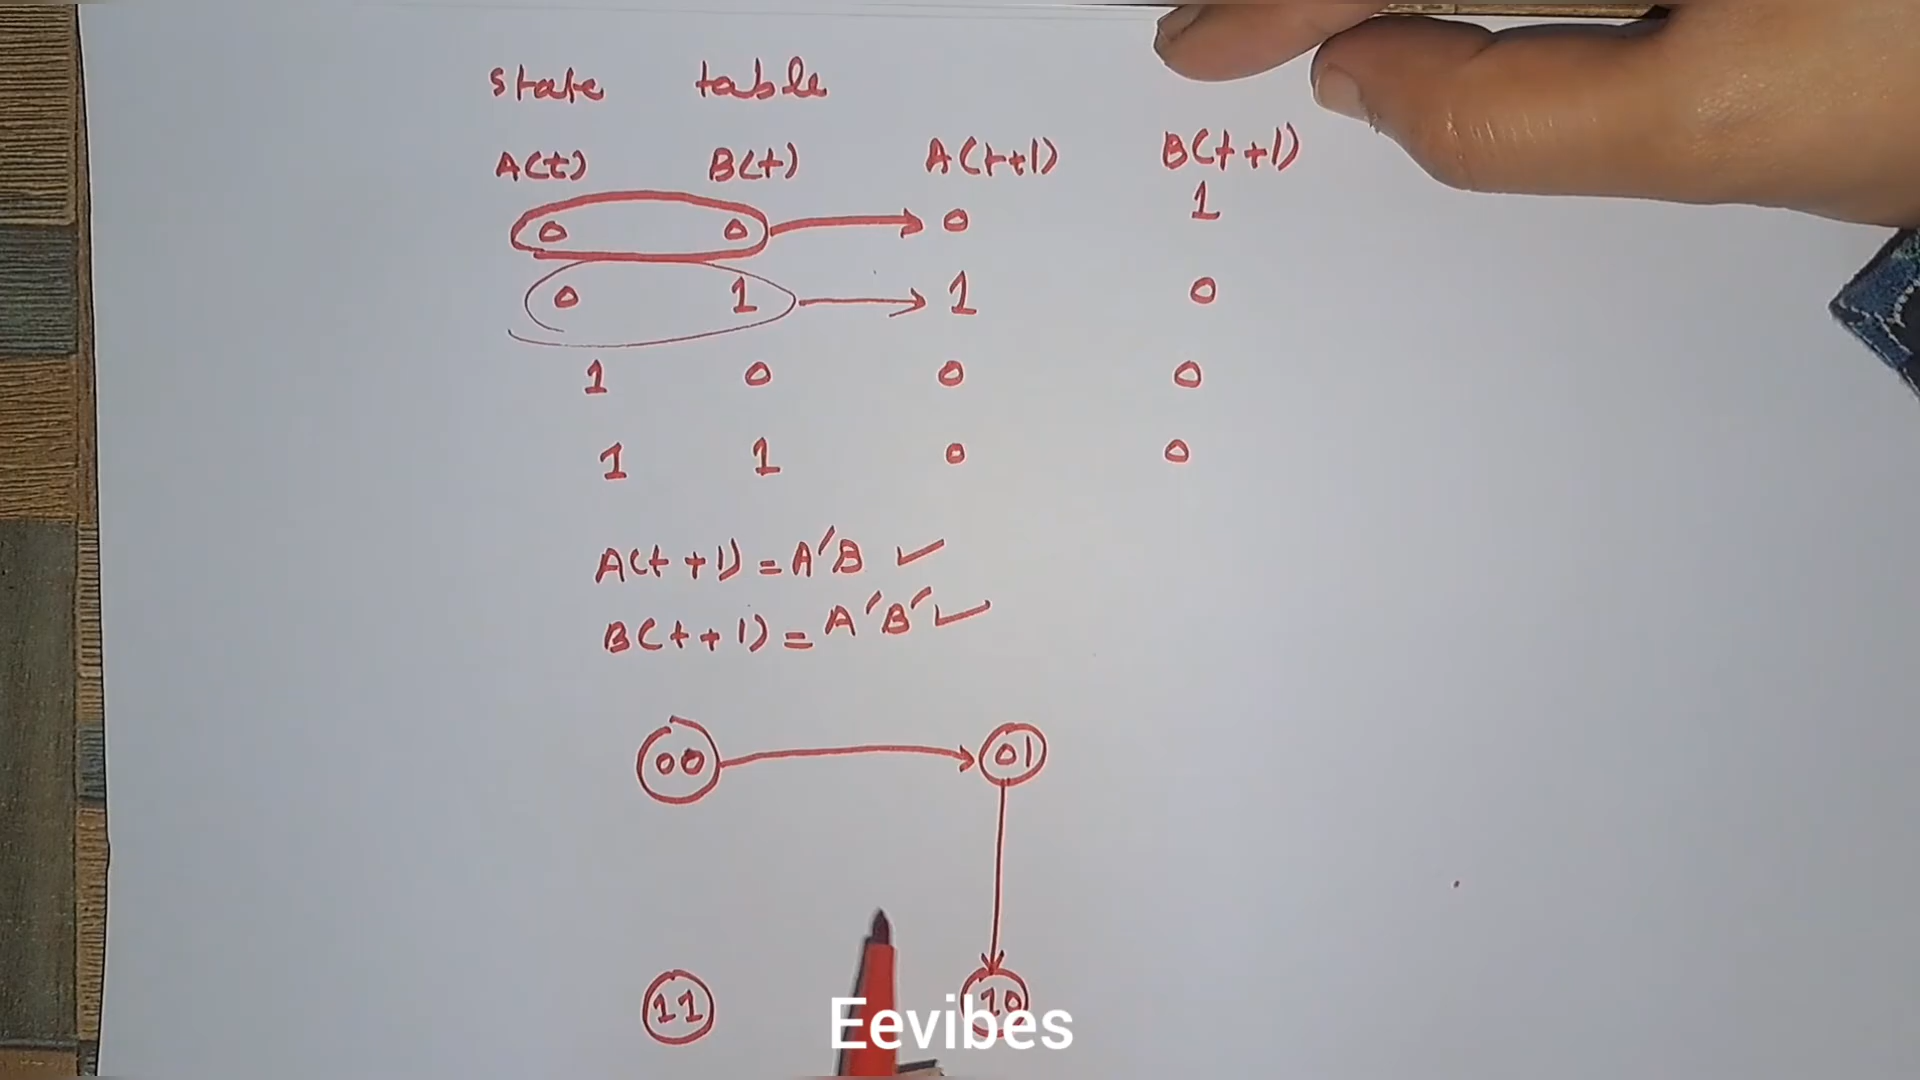 state table
A(t) B(t) A(t+1) B(t+1)
0 0 0 1
0 1 1 0
1 0 0 0
1 1 0 0
A(t+1) = A'B ✓
B(t+1) = A'B' ✓
00 01
11 10
Eevibes